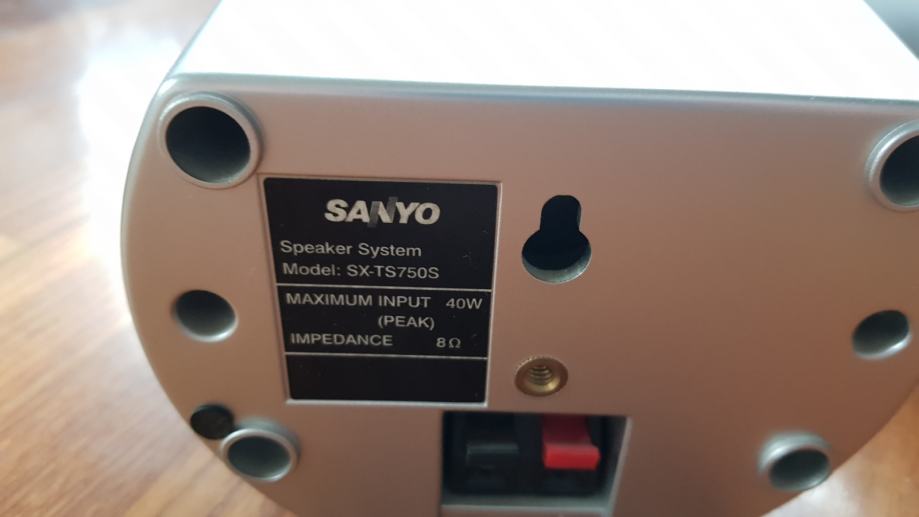 SANYO
Speaker System
Model: SX-TS750S
MAXIMUM INPUT 40W
(PEAK)
IMPEDANCE 8Ω